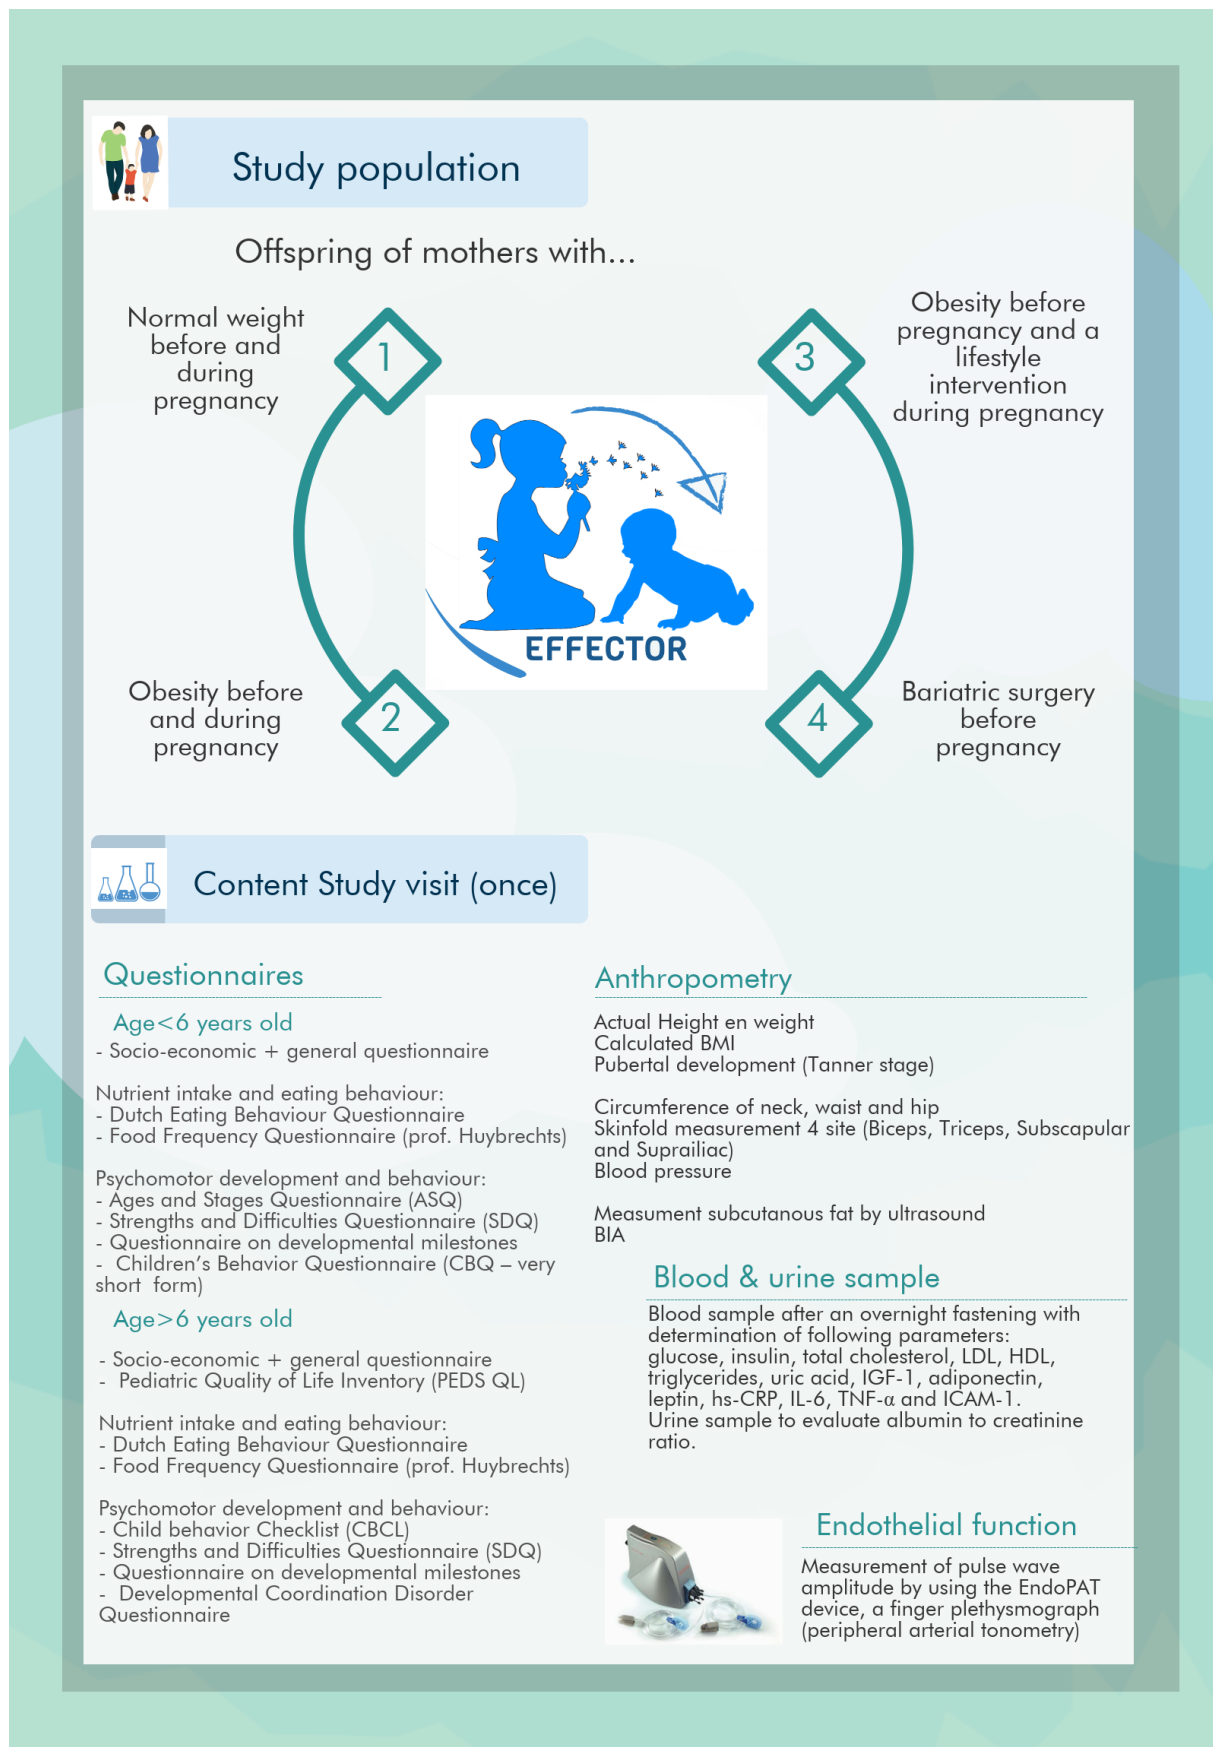 Study population
Offspring of mothers with...
1
Normal weight
before and
during
pregnancy
2
Obesity before
and during
pregnancy
3
Obesity before
pregnancy and a
lifestyle
intervention
during pregnancy
4
Bariatric surgery
before
pregnancy
EFFECTOR
Content Study visit (once)
Questionnaires
Age<6 years old
- Socio-economic + general questionnaire
Nutrient intake and eating behaviour:
- Dutch Eating Behaviour Questionnaire
- Food Frequency Questionnaire (prof. Huybrechts)
Psychomotor development and behaviour:
- Ages and Stages Questionnaire (ASQ)
- Strengths and Difficulties Questionnaire (SDQ)
- Questionnaire on developmental milestones
-  Children's Behavior Questionnaire (CBQ – very
short  form)
Age>6 years old
- Socio-economic + general questionnaire
-  Pediatric Quality of Life Inventory (PEDS QL)
Nutrient intake and eating behaviour:
- Dutch Eating Behaviour Questionnaire
- Food Frequency Questionnaire (prof. Huybrechts)
Psychomotor development and behaviour:
- Child behavior Checklist (CBCL)
- Strengths and Difficulties Questionnaire (SDQ)
- Questionnaire on developmental milestones
-  Developmental Coordination Disorder
Questionnaire
Anthropometry
Actual Height en weight
Calculated BMI
Pubertal development (Tanner stage)
Circumference of neck, waist and hip
Skinfold measurement 4 site (Biceps, Triceps, Subscapular
and Suprailiac)
Blood pressure
Measument subcutanous fat by ultrasound
BIA
Blood & urine sample
Blood sample after an overnight fastening with
determination of following parameters:
glucose, insulin, total cholesterol, LDL, HDL,
triglycerides, uric acid, IGF-1, adiponectin,
leptin, hs-CRP, IL-6, TNF-α and ICAM-1.
Urine sample to evaluate albumin to creatinine
ratio.
Endothelial function
Measurement of pulse wave
amplitude by using the EndoPAT
device, a finger plethysmograph
(peripheral arterial tonometry)